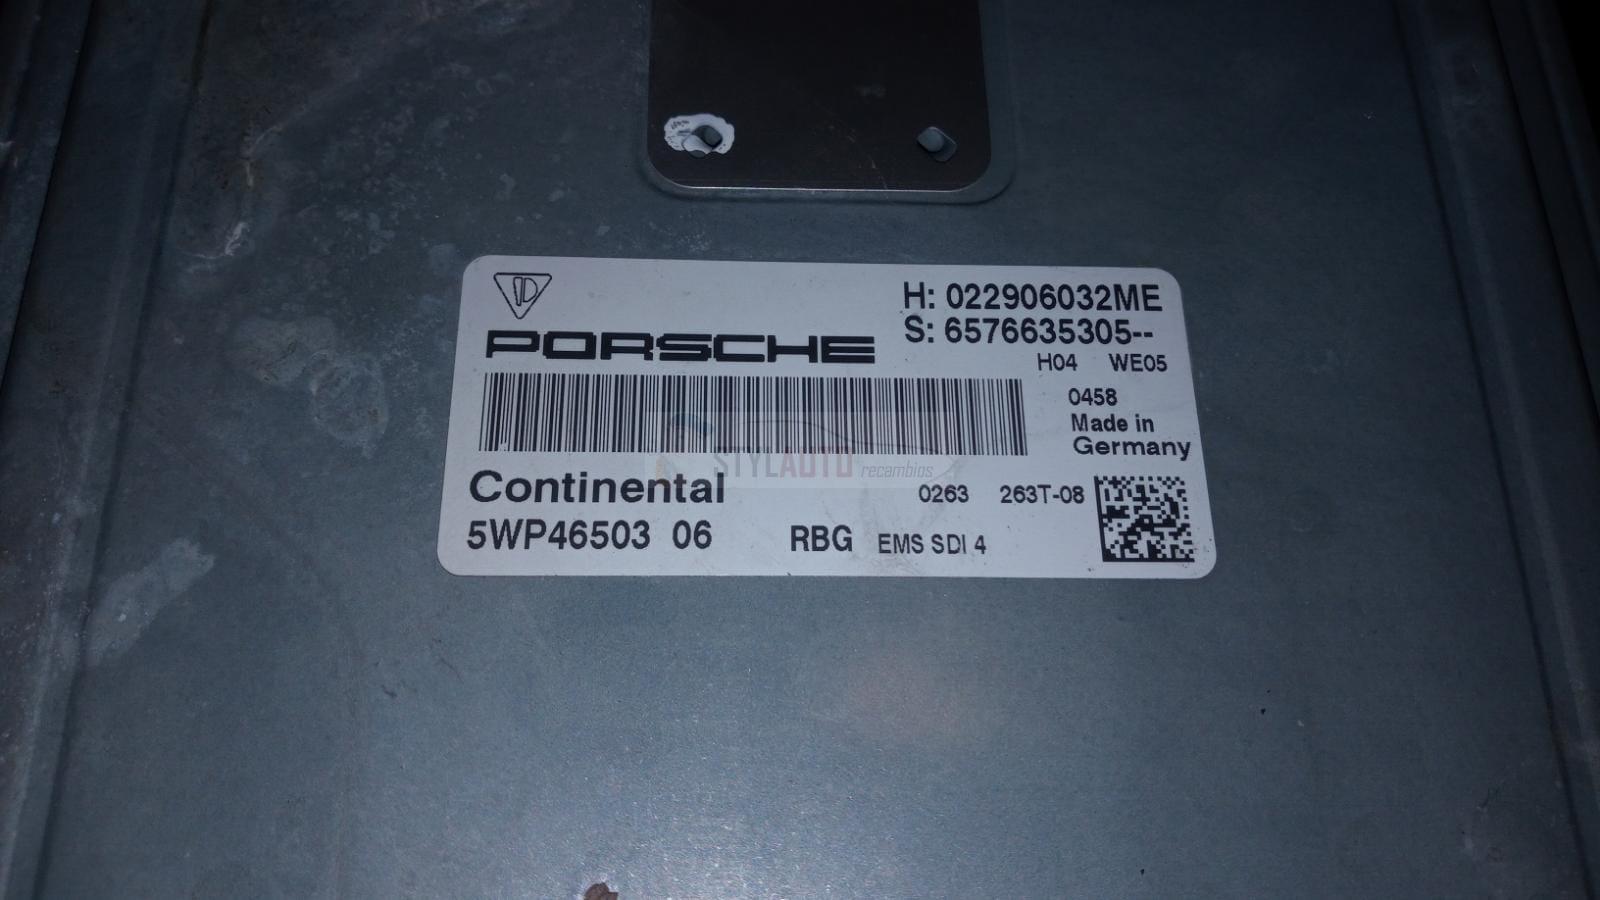 PORSCHE
H: 022906032ME
S: 6576635305--
H04 WE05
0458
Made in
Germany
STYLAUTO recambios
Continental
0263 263T-08
5WP46503 06 RBG EMS SDI 4